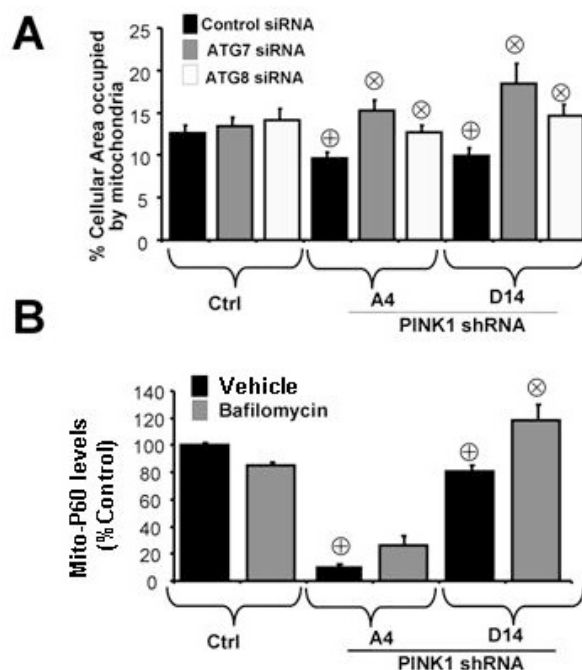 A
Control siRNA
ATG7 siRNA
ATG8 siRNA
% Cellular Area occupied
by mitochondria
25
20
15
10
5
0
Ctrl
A4
D14
PINK1 shRNA
B
Vehicle
Bafilomycin
Mito-P60 levels
(% Control)
140
120
100
80
60
40
20
0
Ctrl
A4
D14
PINK1 shRNA